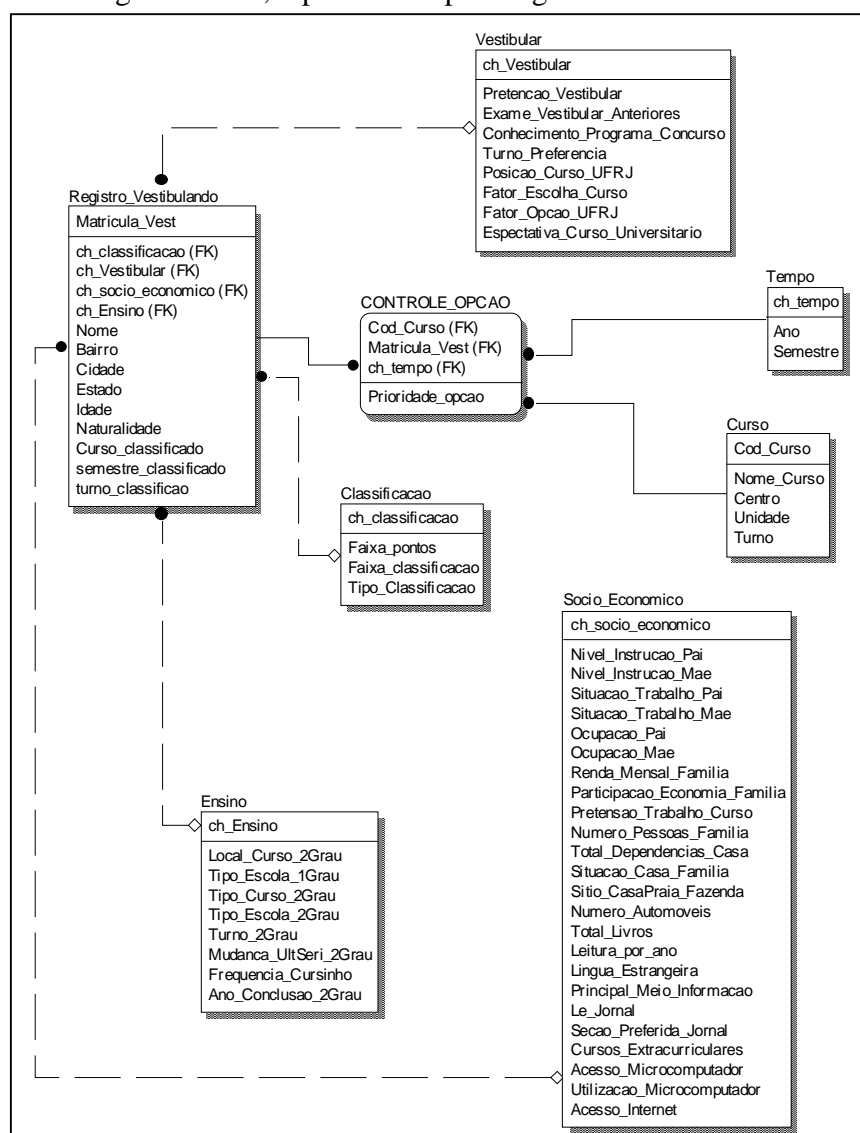 Vestibular
ch_Vestibular
Pretencao_Vestibular
Exame_Vestibular_Anteriores
Conhecimento_Programa_Concurso
Turno_Preferencia
Posicao_Curso_UFRJ
Fator_Escolha_Curso
Fator_Opcao_UFRJ
Espectativa_Curso_Universitario
Registro_Vestibulando
Matricula_Vest
ch_classificacao (FK)
ch_Vestibular (FK)
ch_socio_economico (FK)
ch_Ensino (FK)
Nome
Bairro
Cidade
Estado
Idade
Naturalidade
Curso_classificado
semestre_classificado
turno_classificao
CONTROLE_OPCAO
Cod_Curso (FK)
Matricula_Vest (FK)
ch_tempo (FK)
Prioridade_opcao
Tempo
ch_tempo
Ano
Semestre
Curso
Cod_Curso
Nome_Curso
Centro
Unidade
Turno
Classificacao
ch_classificacao
Faixa_pontos
Faixa_classificacao
Tipo_Classificacao
Socio_Economico
ch_socio_economico
Nivel_Instrucao_Pai
Nivel_Instrucao_Mae
Situacao_Trabalho_Pai
Situacao_Trabalho_Mae
Ocupacao_Pai
Ocupacao_Mae
Renda_Mensal_Familia
Participacao_Economia_Familia
Pretensao_Trabalho_Curso
Numero_Pessoas_Familia
Total_Dependencias_Casa
Situacao_Casa_Familia
Sitio_CasaPraia_Fazenda
Numero_Automoveis
Total_Livros
Leitura_por_ano
Lingua_Estrangeira
Principal_Meio_Informacao
Le_Jornal
Secao_Preferida_Jornal
Cursos_Extracurriculares
Acesso_Microcomputador
Utilizacao_Microcomputador
Acesso_Internet
Ensino
ch_Ensino
Local_Curso_2Grau
Tipo_Escola_1Grau
Tipo_Curso_2Grau
Tipo_Escola_2Grau
Turno_2Grau
Mudanca_UltSeri_2Grau
Frequencia_Cursinho
Ano_Conclusao_2Grau